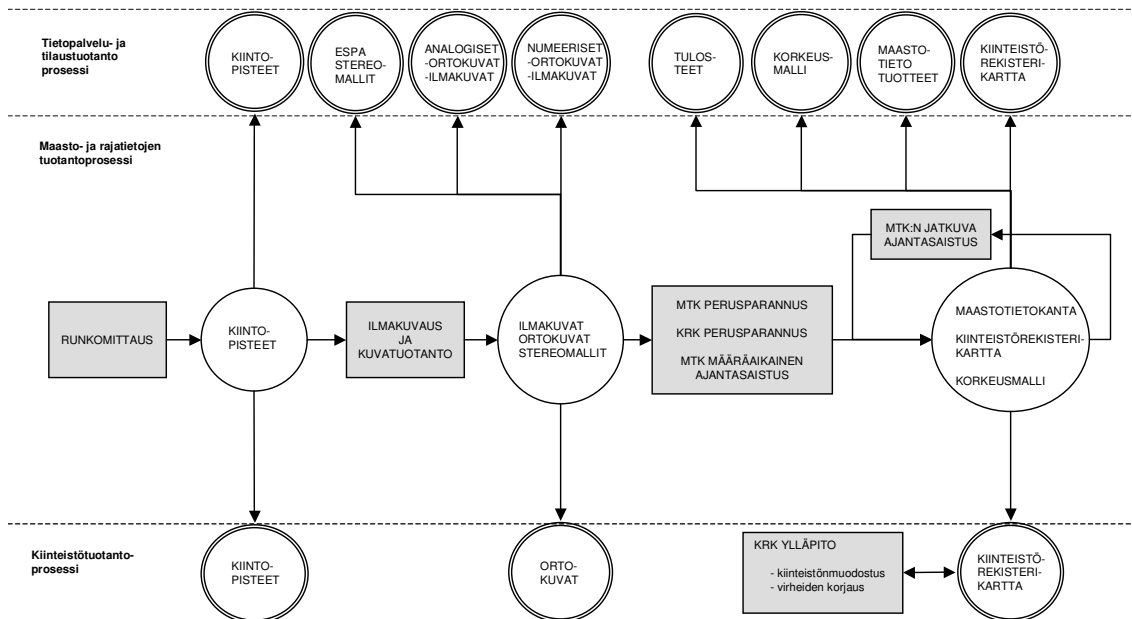 Tietopalvelu- ja
tilaustuotanto
prosessi
KIINTO-
PISTEET
ESPA
STEREO-
MALLIT
ANALOGISET
-ORTOKUVAT
-ILMAKUVAT
NUMEERISET
-ORTOKUVAT
-ILMAKUVAT
TULOS-
TEET
KORKEUS-
MALLI
MAASTO-
TIETO
TUOTTEET
KIINTEISTÖ-
REKISTERI-
KARTTA
Maasto- ja rajatietojen
tuotantoprosessi
MTK:N JATKUVA
AJANTASAISTUS
RUNKOMITTAUS
KIINTO-
PISTEET
ILMAKUVAUS
JA
KUVATUOTANTO
ILMAKUVAT
ORTOKUVAT
STEREOMALLIT
MTK PERUSPARANNUS
KRK PERUSPARANNUS
MTK MÄÄRÄAIKAINEN
AJANTASAISTUS
MAASTOTIETOKANTA
KIINTEISTÖREKISTERI-
KARTTA
KORKEUSMALLI
Kiinteistötuotanto-
prosessi
KIINTO-
PISTEET
ORTO-
KUVAT
KRK YLLÄPITO
- kiinteistönmuodostus
- virheiden korjaus
KIINTEISTÖ-
REKISTERI-
KARTTA